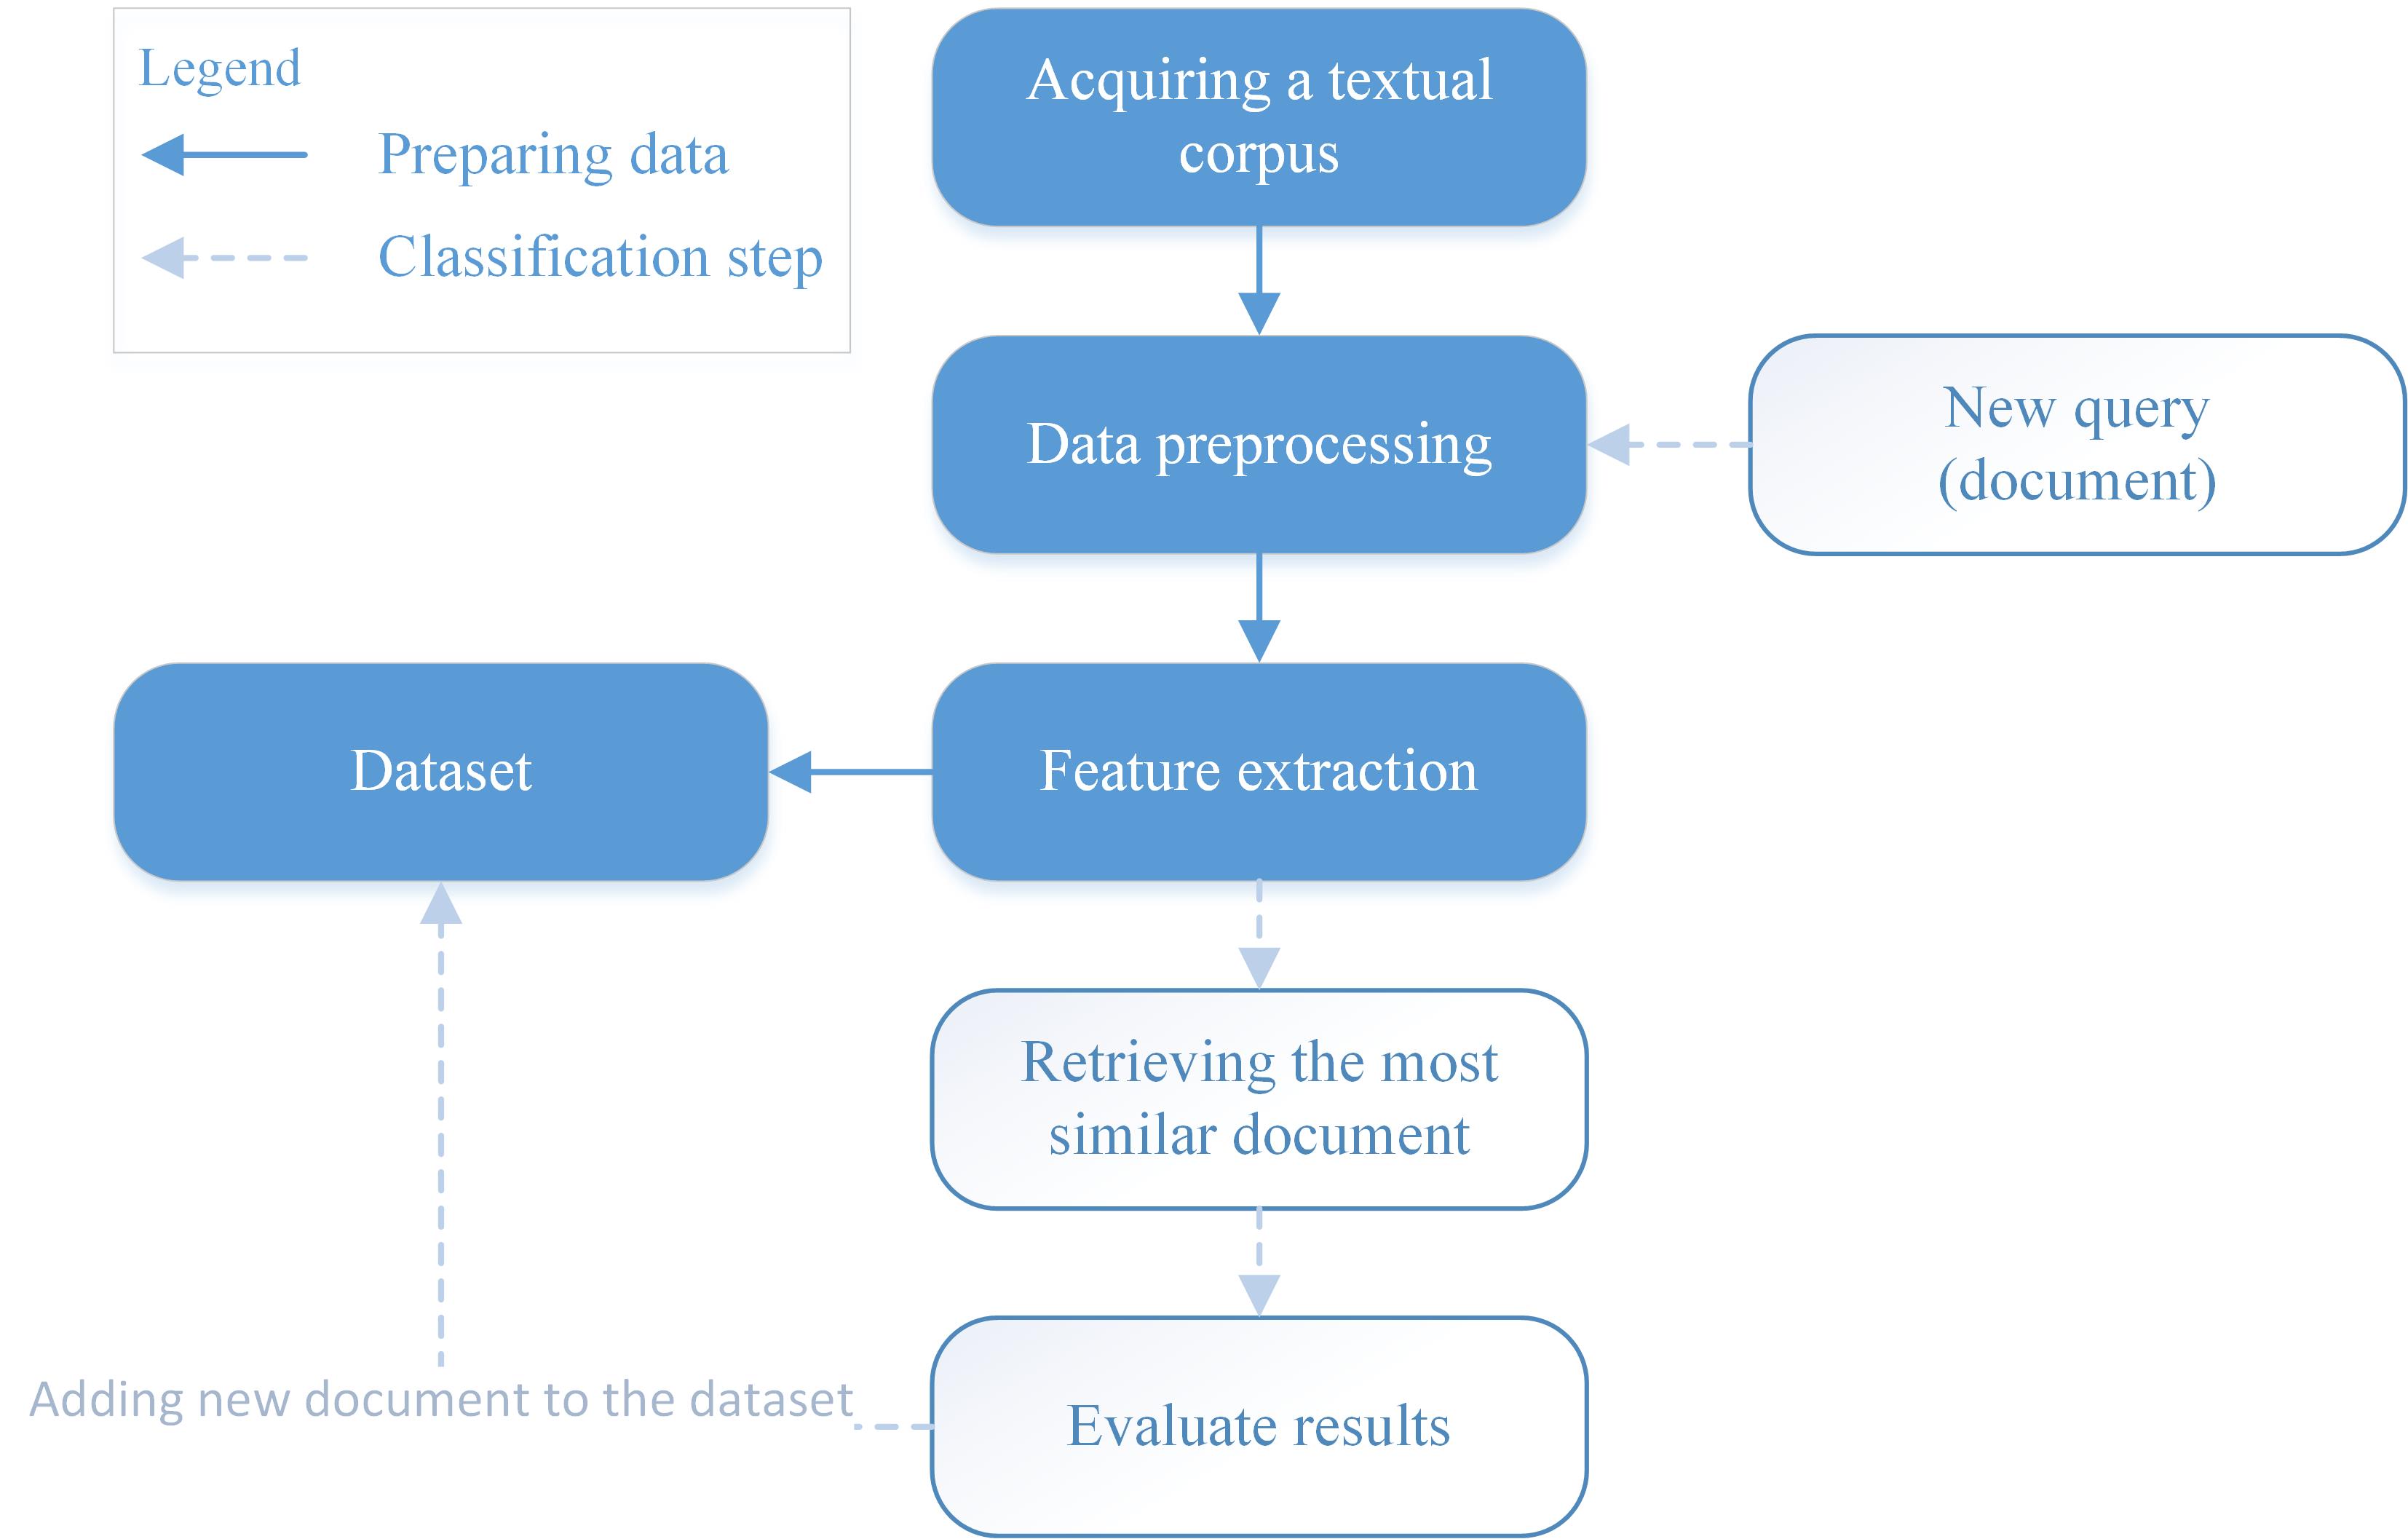 Legend
Preparing data
Classification step
Acquiring a textual
corpus
Data preprocessing
New query
(document)
Dataset
Feature extraction
Retrieving the most
similar document
Adding new document to the dataset
Evaluate results